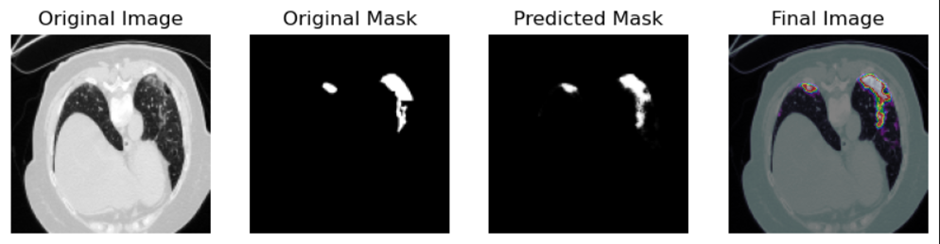 Original Image
Original Mask
Predicted Mask
Final Image